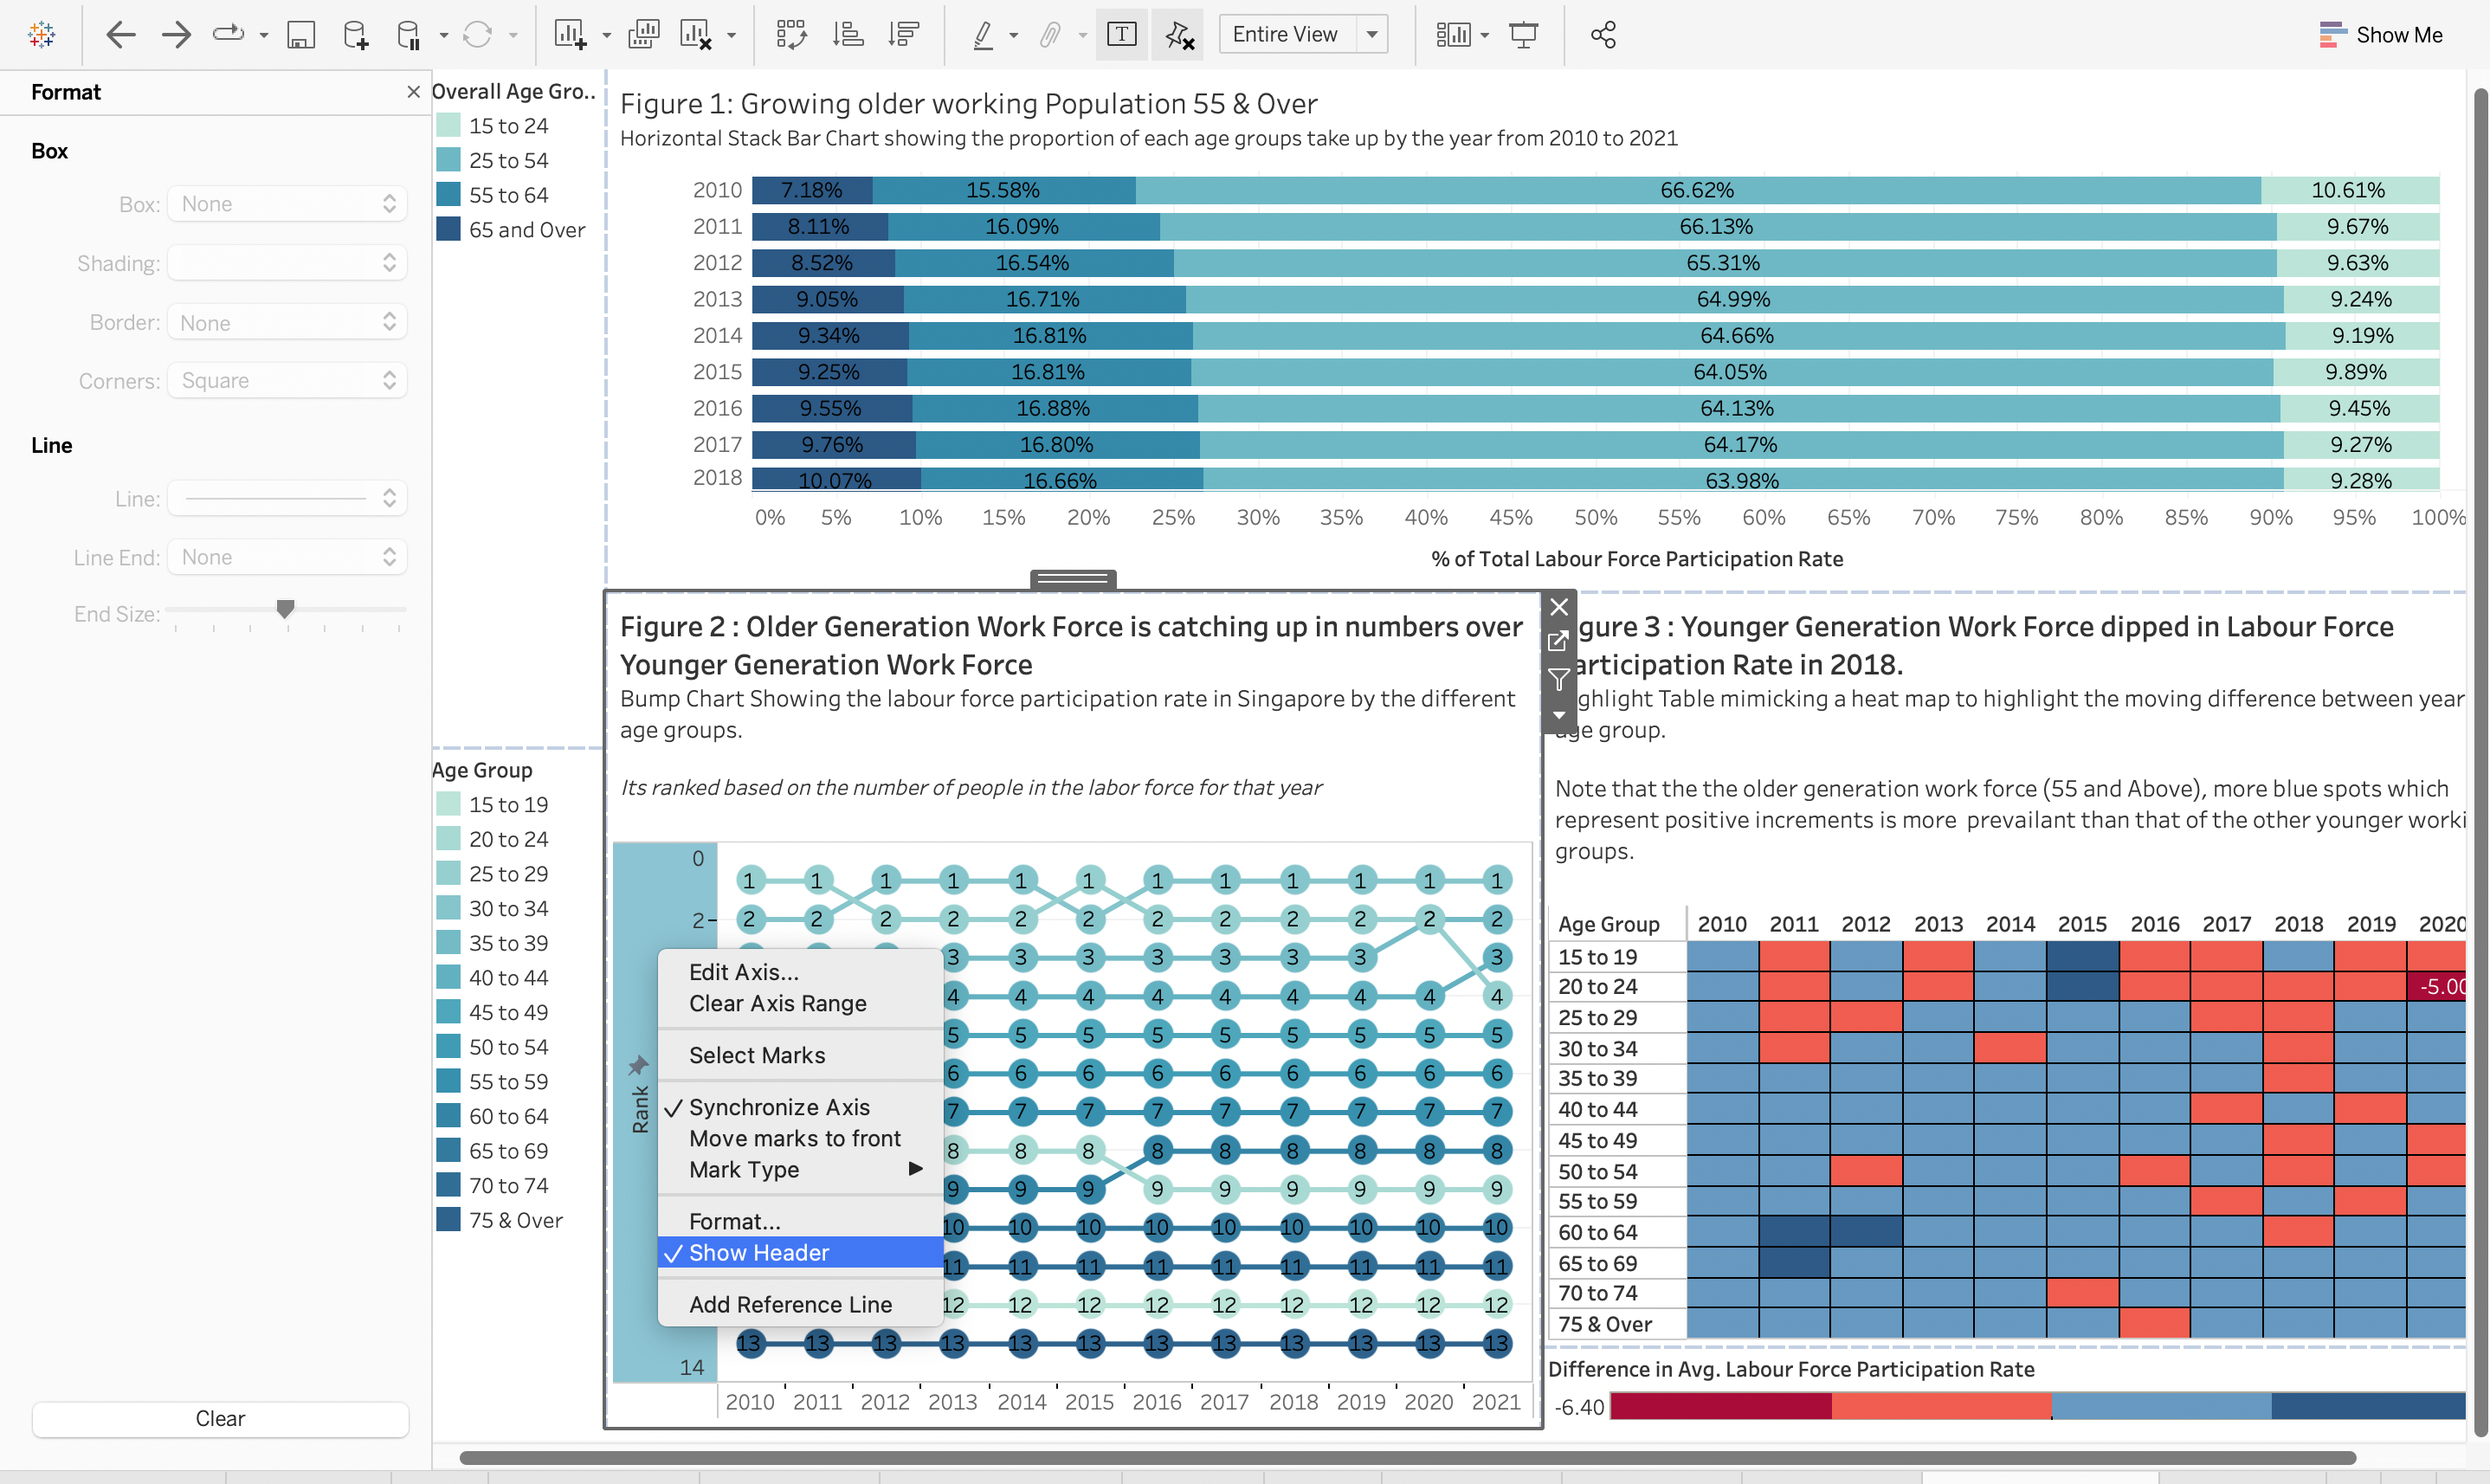 Entire View
Show Me
Format
Box
Box: None
Shading:
Border: None
Corners: Square
Line
Line:
Line End: None
End Size:
Clear
Overall Age Gro..
15 to 24
25 to 54
55 to 64
65 and Over
Figure 1: Growing older working Population 55 & Over
Horizontal Stack Bar Chart showing the proportion of each age groups take up by the year from 2010 to 2021
2010 7.18% 15.58% 66.62% 10.61%
2011 8.11% 16.09% 66.13% 9.67%
2012 8.52% 16.54% 65.31% 9.63%
2013 9.05% 16.71% 64.99% 9.24%
2014 9.34% 16.81% 64.66% 9.19%
2015 9.25% 16.81% 64.05% 9.89%
2016 9.55% 16.88% 64.13% 9.45%
2017 9.76% 16.80% 64.17% 9.27%
2018 10.07% 16.66% 63.98% 9.28%
0% 5% 10% 15% 20% 25% 30% 35% 40% 45% 50% 55% 60% 65% 70% 75% 80% 85% 90% 95% 100%
% of Total Labour Force Participation Rate
Age Group
15 to 19
20 to 24
25 to 29
30 to 34
35 to 39
40 to 44
45 to 49
50 to 54
55 to 59
60 to 64
65 to 69
70 to 74
75 & Over
Figure 2 : Older Generation Work Force is catching up in numbers over
Younger Generation Work Force
Bump Chart Showing the labour force participation rate in Singapore by the different
age groups.
Its ranked based on the number of people in the labor force for that year
0
2
14
Rank
1 1 1 1 1 1 1 1 1 1 1 1
2 2 2 2 2 2 2 2 2 2 2 2
3 3 3 3 3 3 3 3
4 4 4 4 4 4 4 4 4
5 5 5 5 5 5 5 5 5
6 6 6 6 6 6 6 6 6
7 7 7 7 7 7 7 7 7
8 8 8 8 8 8 8 8 8
9 9 9 9 9 9 9 9 9
10 10 10 10 10 10 10 10 10
11 11 11 11 11 11 11 11 11
12 12 12 12 12 12 12 12 12
13 13 13 13 13 13 13 13 13 13 13 13
2010 2011 2012 2013 2014 2015 2016 2017 2018 2019 2020 2021
Edit Axis...
Clear Axis Range
Select Marks
Synchronize Axis
Move marks to front
Mark Type
Format...
Show Header
Add Reference Line
gure 3 : Younger Generation Work Force dipped in Labour Force
articipation Rate in 2018.
ghlight Table mimicking a heat map to highlight the moving difference between year
age group.
Note that the the older generation work force (55 and Above), more blue spots which
represent positive increments is more prevailant than that of the other younger worki
groups.
Age Group 2010 2011 2012 2013 2014 2015 2016 2017 2018 2019 2020
15 to 19
20 to 24 -5.00
25 to 29
30 to 34
35 to 39
40 to 44
45 to 49
50 to 54
55 to 59
60 to 64
65 to 69
70 to 74
75 & Over
Difference in Avg. Labour Force Participation Rate
-6.40